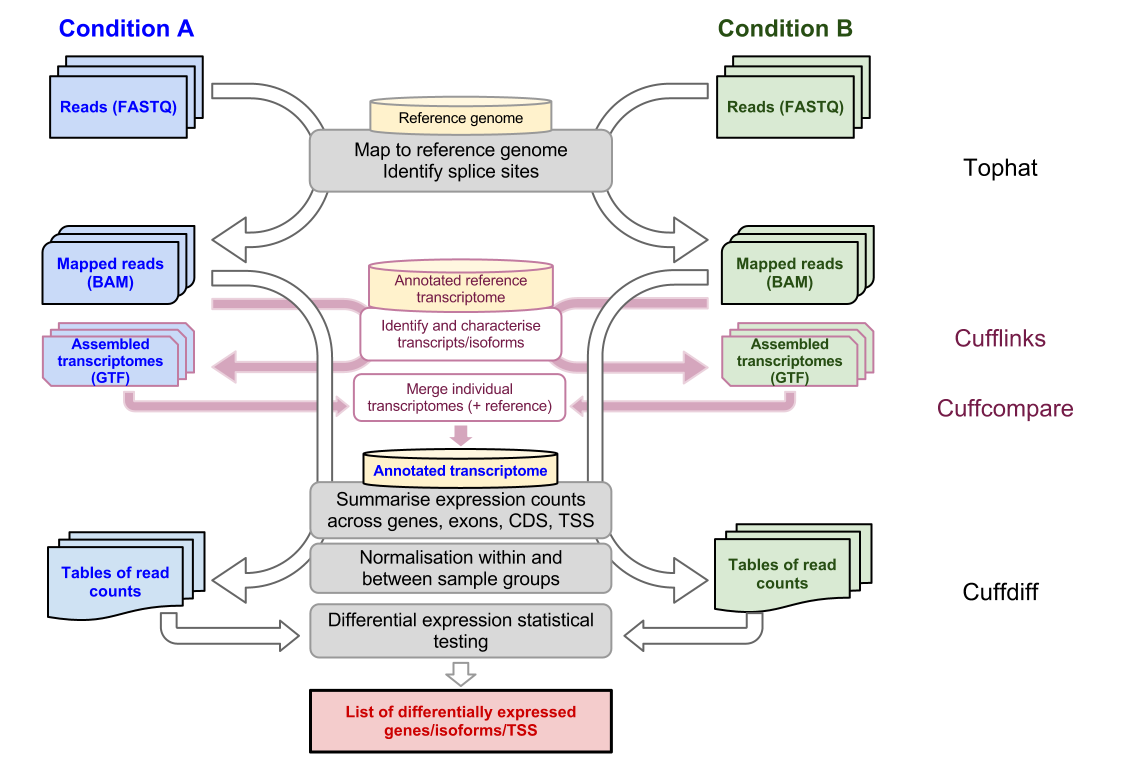 Condition A
Condition B
Reads (FASTQ)
Reads (FASTQ)
Reference genome
Map to reference genome
Identify splice sites
Tophat
Mapped reads
(BAM)
Mapped reads
(BAM)
Annotated reference
transcriptome
Identify and characterise
transcripts/isoforms
Cufflinks
Assembled
transcriptomes
(GTF)
Assembled
transcriptomes
(GTF)
Merge individual
transcriptomes (+ reference)
Cuffcompare
Annotated transcriptome
Summarise expression counts
across genes, exons, CDS, TSS
Normalisation within and
between sample groups
Tables of read
counts
Tables of read
counts
Cuffdiff
Differential expression statistical
testing
List of differentially expressed
genes/isoforms/TSS